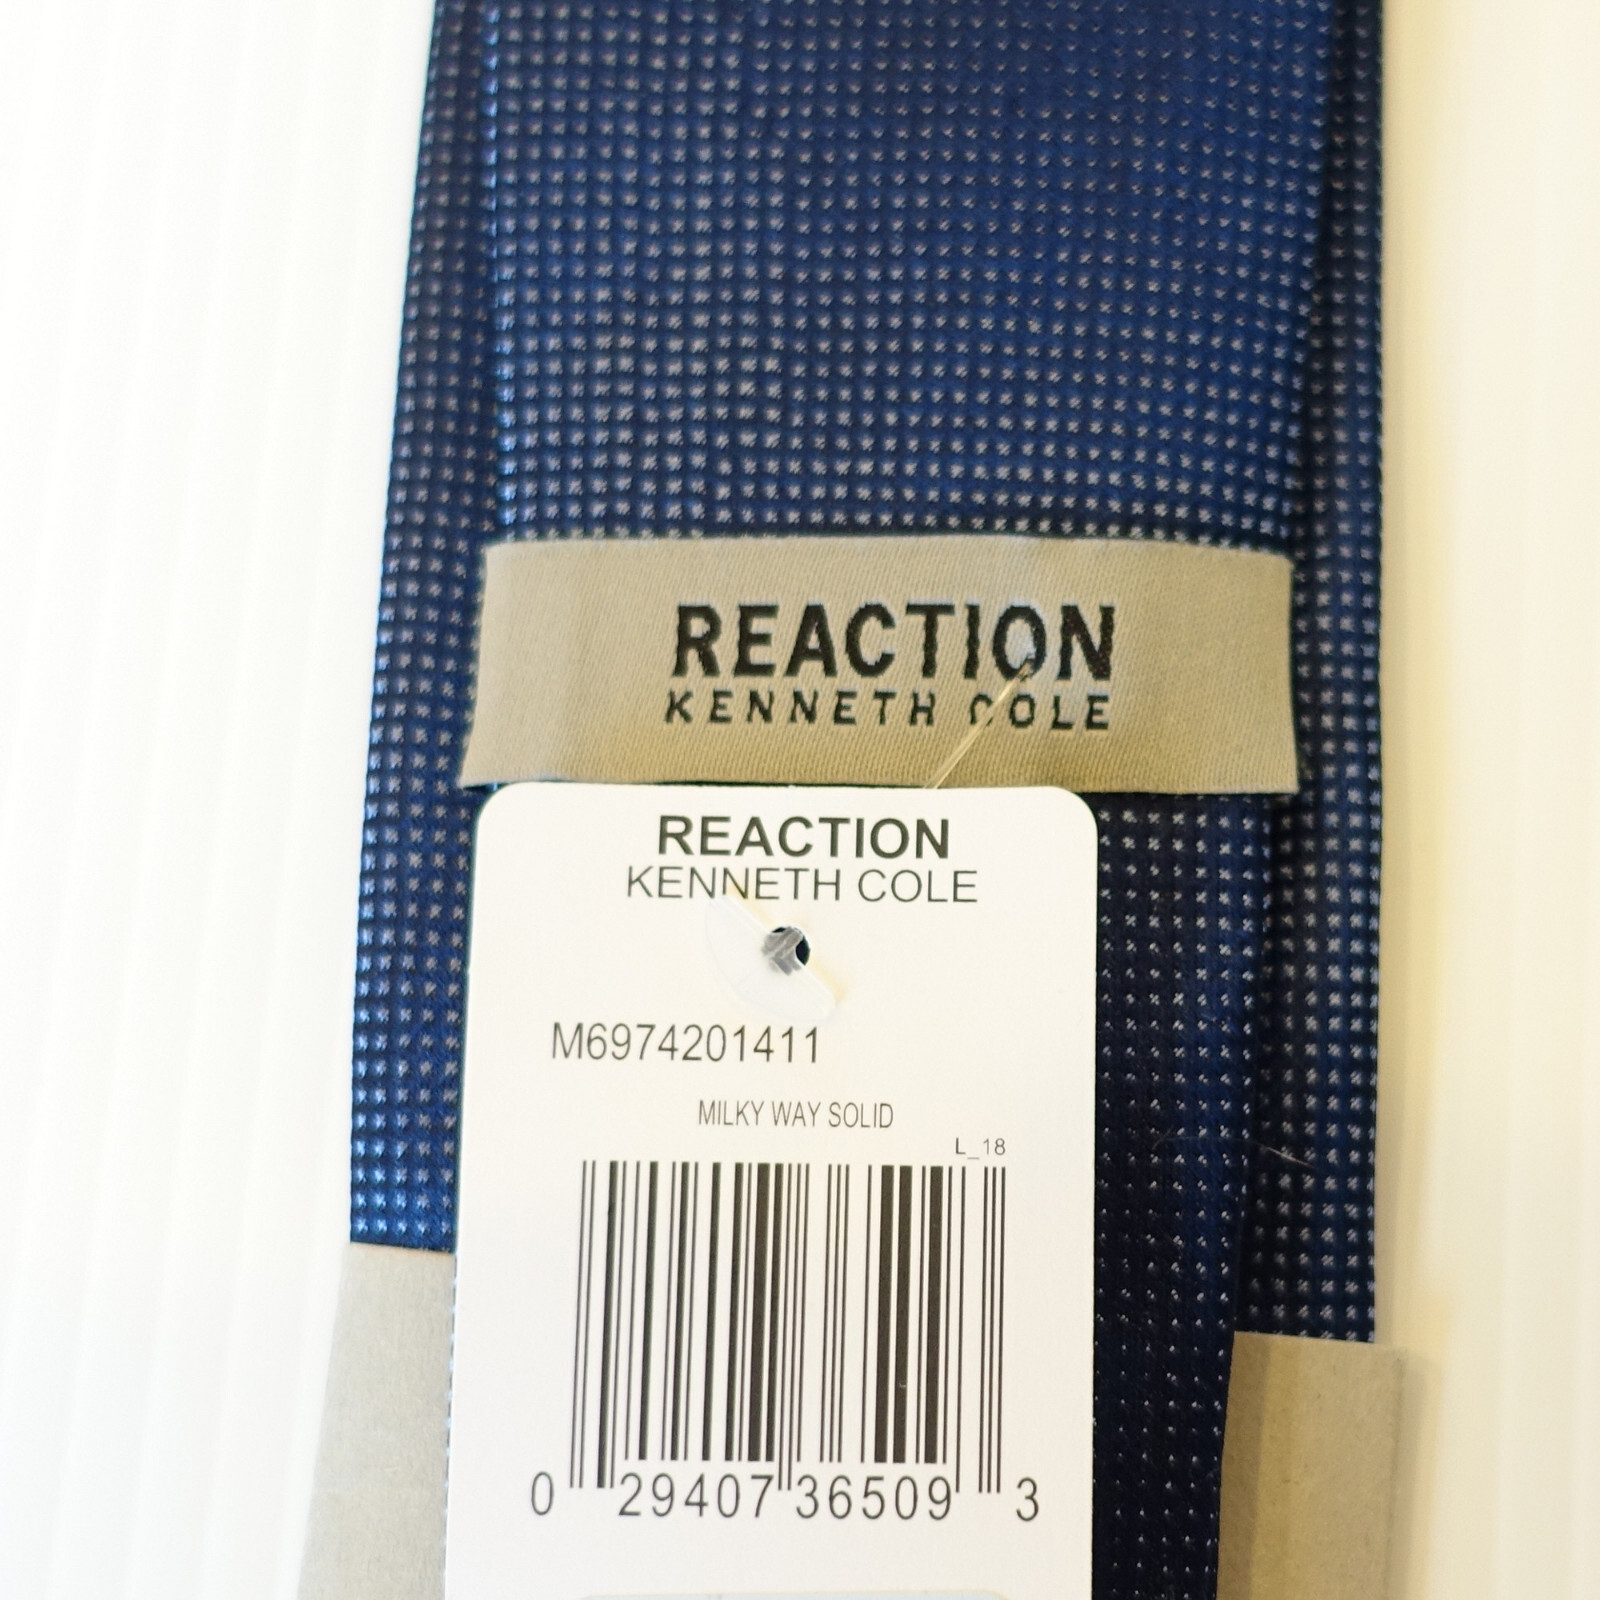 REACTION
KENNETH COLE
REACTION
KENNETH COLE
M6974201411
MILKY WAY SOLID
L_18
0 29407 36509 3